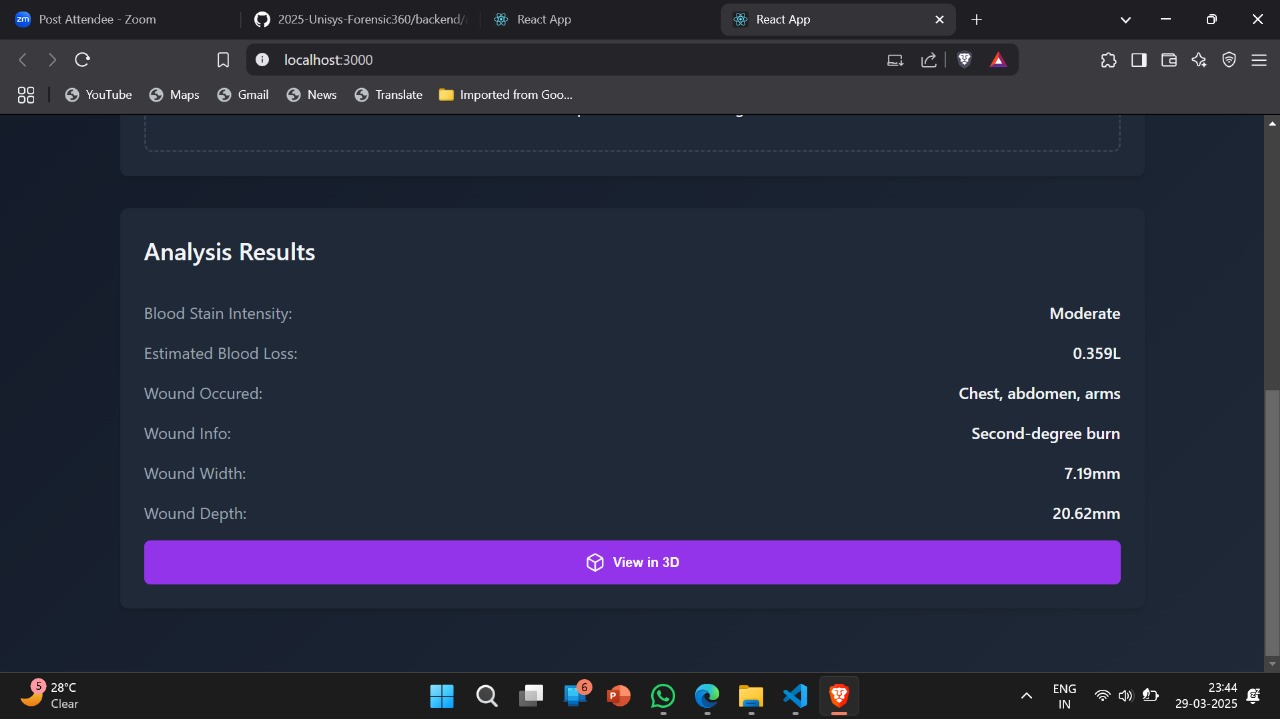 Post Attendee - Zoom
2025-Unisys-Forensic360/backend/
React App
React App
localhost:3000
YouTube
Maps
Gmail
News
Translate
Imported from Goo...
Analysis Results
Blood Stain Intensity: Moderate
Estimated Blood Loss: 0.359L
Wound Occured: Chest, abdomen, arms
Wound Info: Second-degree burn
Wound Width: 7.19mm
Wound Depth: 20.62mm
View in 3D
5
28°C
Clear
6
ENG
IN
23:44
29-03-2025